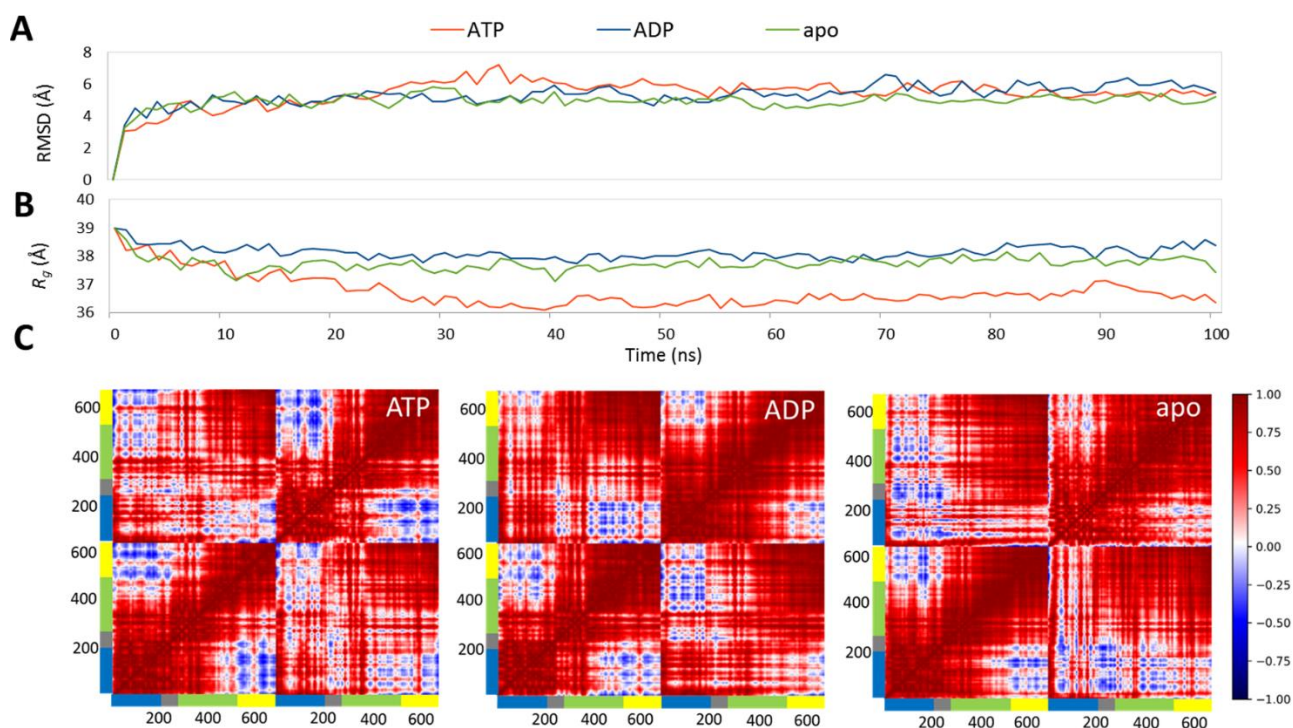 A
ATP ADP apo
8
6
4
2
0
RMSD (Å)
B
40
39
38
37
36
Rg (Å)
0 10 20 30 40 50 60 70 80 90 100
Time (ns)
C
ATP
ADP
apo
600
400
200
600
400
200
200 400 600 200 400 600
600
400
200
600
400
200
200 400 600 200 400 600
600
400
200
600
400
200
200 400 600 200 400 600
1.00
0.75
0.50
0.25
0.00
−0.25
−0.50
−0.75
−1.00